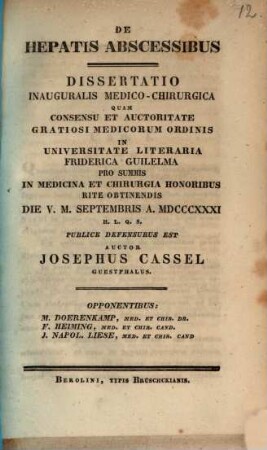 12.
DE
HEPATIS ABSCESSIBUS
DISSERTATIO
INAUGURALIS MEDICO-CHIRURGICA
QUAM
CONSENSU ET AUCTORITATE
GRATIOSI MEDICORUM ORDINIS
IN
UNIVERSITATE LITERARIA
FRIDERICA GUILELMA
PRO SUMMIS
IN MEDICINA ET CHIRURGIA HONORIBUS
RITE OBTINENDIS
DIE V. M. SEPTEMBRIS A. MDCCCXXXI
H. L. Q. S.
PUBLICE DEFENSURUS EST
AUCTOR
JOSEPHUS CASSEL
GUESTPHALUS.
OPPONENTIBUS:
M. DOERENKAMP, MED. ET CHIR. DR.
F. HEIMING, MED. ET CHIR. CAND.
J. NAPOL. LIESE, MED. ET CHIR. CAND
BEROLINI, TYPIS BRUSCHCKIANIS.